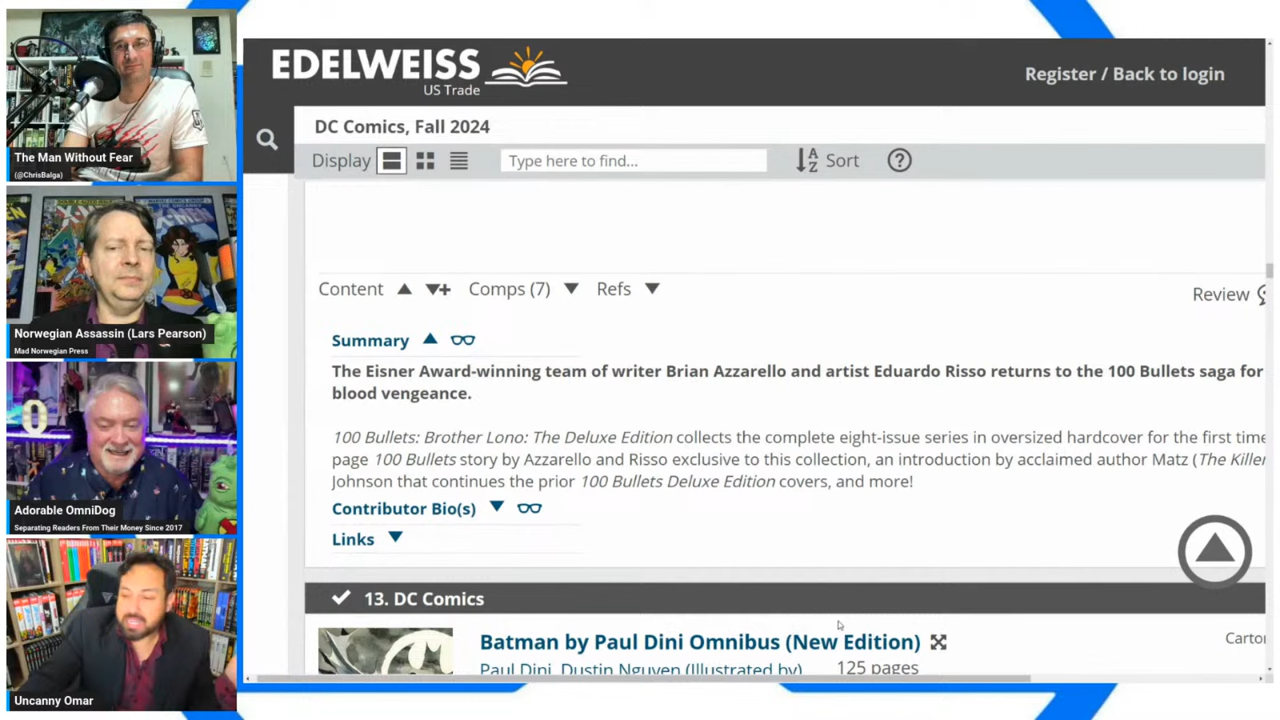 The Man Without Fear
(@ChrisBalga)
Norwegian Assassin (Lars Pearson)
Mad Norwegian Press
Adorable OmniDog
Separating Readers From Their Money Since 2017
Uncanny Omar
EDELWEISS
US Trade
Register / Back to login
DC Comics, Fall 2024
Display
Type here to find...
A
Z
Sort
?
Content
Comps (7)
Refs
Review
Summary
The Eisner Award-winning team of writer Brian Azzarello and artist Eduardo Risso returns to the 100 Bullets saga for
blood vengeance.
100 Bullets: Brother Lono: The Deluxe Edition collects the complete eight-issue series in oversized hardcover for the first time
page 100 Bullets story by Azzarello and Risso exclusive to this collection, an introduction by acclaimed author Matz (The Killer
Johnson that continues the prior 100 Bullets Deluxe Edition covers, and more!
Contributor Bio(s)
Links
13. DC Comics
Batman by Paul Dini Omnibus (New Edition)
Paul Dini, Dustin Nguyen (Illustrated by)
125 pages
X-MEN